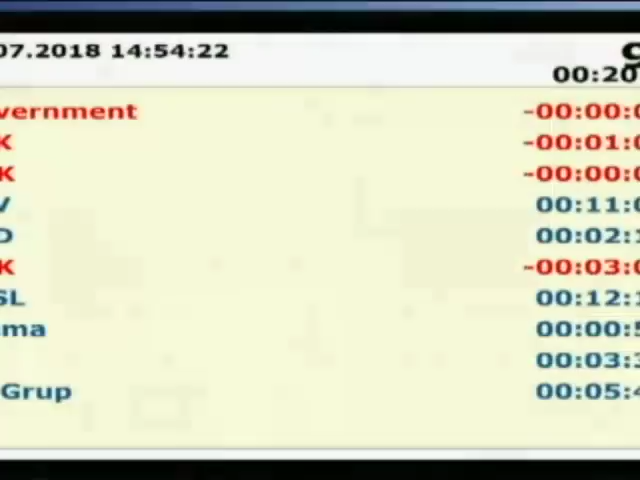 07.2018 14:54:22
00:20
vernment -00:00:0
K -00:01:0
K -00:00:0
V 00:11:0
D 00:02:1
K -00:03:0
SL 00:12:1
ma 00:00:5
00:03:3
Grup 00:05:4